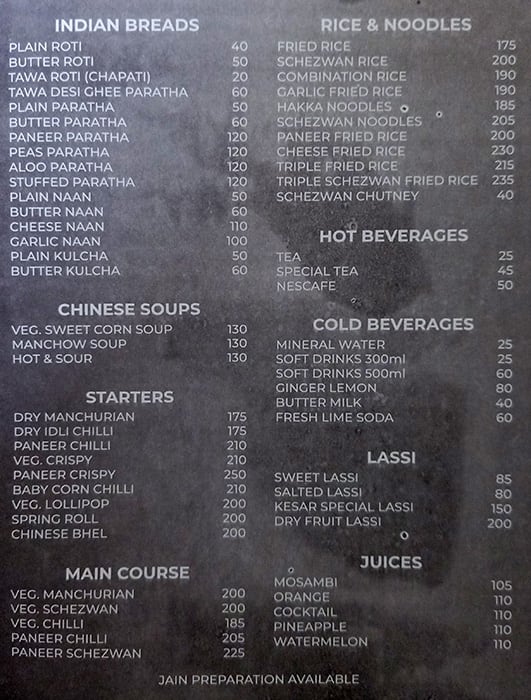 INDIAN BREADS
PLAIN ROTI 40
BUTTER ROTI 50
TAWA ROTI (CHAPATI) 20
TAWA DESI GHEE PARATHA 60
PLAIN PARATHA 50
BUTTER PARATHA 60
PANEER PARATHA 120
PEAS PARATHA 120
ALOO PARATHA 120
STUFFED PARATHA 120
PLAIN NAAN 50
BUTTER NAAN 60
CHEESE NAAN 110
GARLIC NAAN 100
PLAIN KULCHA 50
BUTTER KULCHA 60
CHINESE SOUPS
VEG. SWEET CORN SOUP 130
MANCHOW SOUP 130
HOT & SOUR 130
STARTERS
DRY MANCHURIAN 175
DRY IDLI CHILLI 175
PANEER CHILLI 210
VEG. CRISPY 210
PANEER CRISPY 250
BABY CORN CHILLI 210
VEG. LOLLIPOP 200
SPRING ROLL 200
CHINESE BHEL 200
MAIN COURSE
VEG. MANCHURIAN 200
VEG. SCHEZWAN 200
VEG. CHILLI 185
PANEER CHILLI 205
PANEER SCHEZWAN 225
RICE & NOODLES
FRIED RICE 175
SCHEZWAN RICE 200
COMBINATION RICE 190
GARLIC FRIED RICE 190
HAKKA NOODLES 185
SCHEZWAN NOODLES 205
PANEER FRIED RICE 200
CHEESE FRIED RICE 230
TRIPLE FRIED RICE 215
TRIPLE SCHEZWAN FRIED RICE 235
SCHEZWAN CHUTNEY 40
HOT BEVERAGES
TEA 25
SPECIAL TEA 45
NESCAFE 50
COLD BEVERAGES
MINERAL WATER 25
SOFT DRINKS 300ml 25
SOFT DRINKS 500ml 60
GINGER LEMON 80
BUTTER MILK 40
FRESH LIME SODA 60
LASSI
SWEET LASSI 85
SALTED LASSI 80
KESAR SPECIAL LASSI 150
DRY FRUIT LASSI 200
JUICES
MOSAMBI 105
ORANGE 110
COCKTAIL 110
PINEAPPLE 110
WATERMELON 110
JAIN PREPARATION AVAILABLE